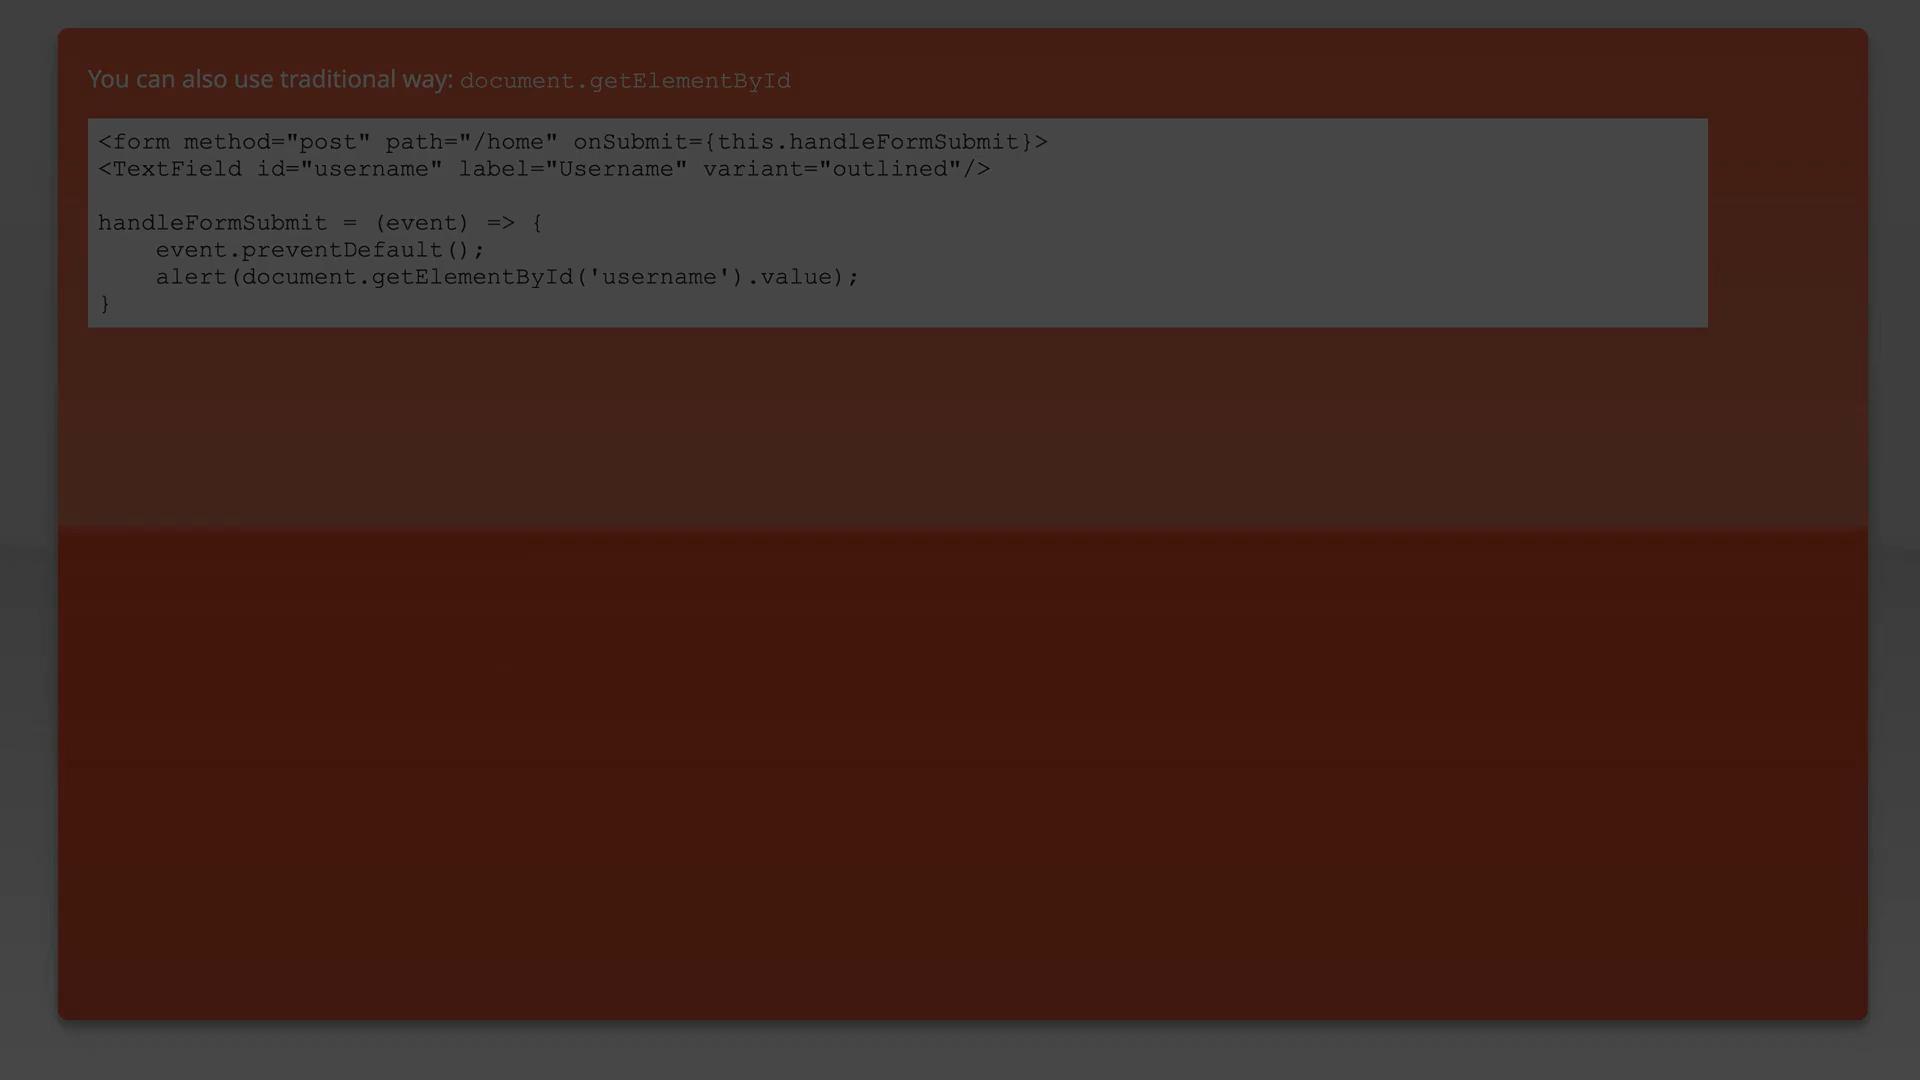 You can also use traditional way: document.getElementById
<form method="post" path="/home" onSubmit={this.handleFormSubmit}>
<TextField id="username" label="Username" variant="outlined"/>
handleFormSubmit = (event) => {
    event.preventDefault();
    alert(document.getElementById('username').value);
}